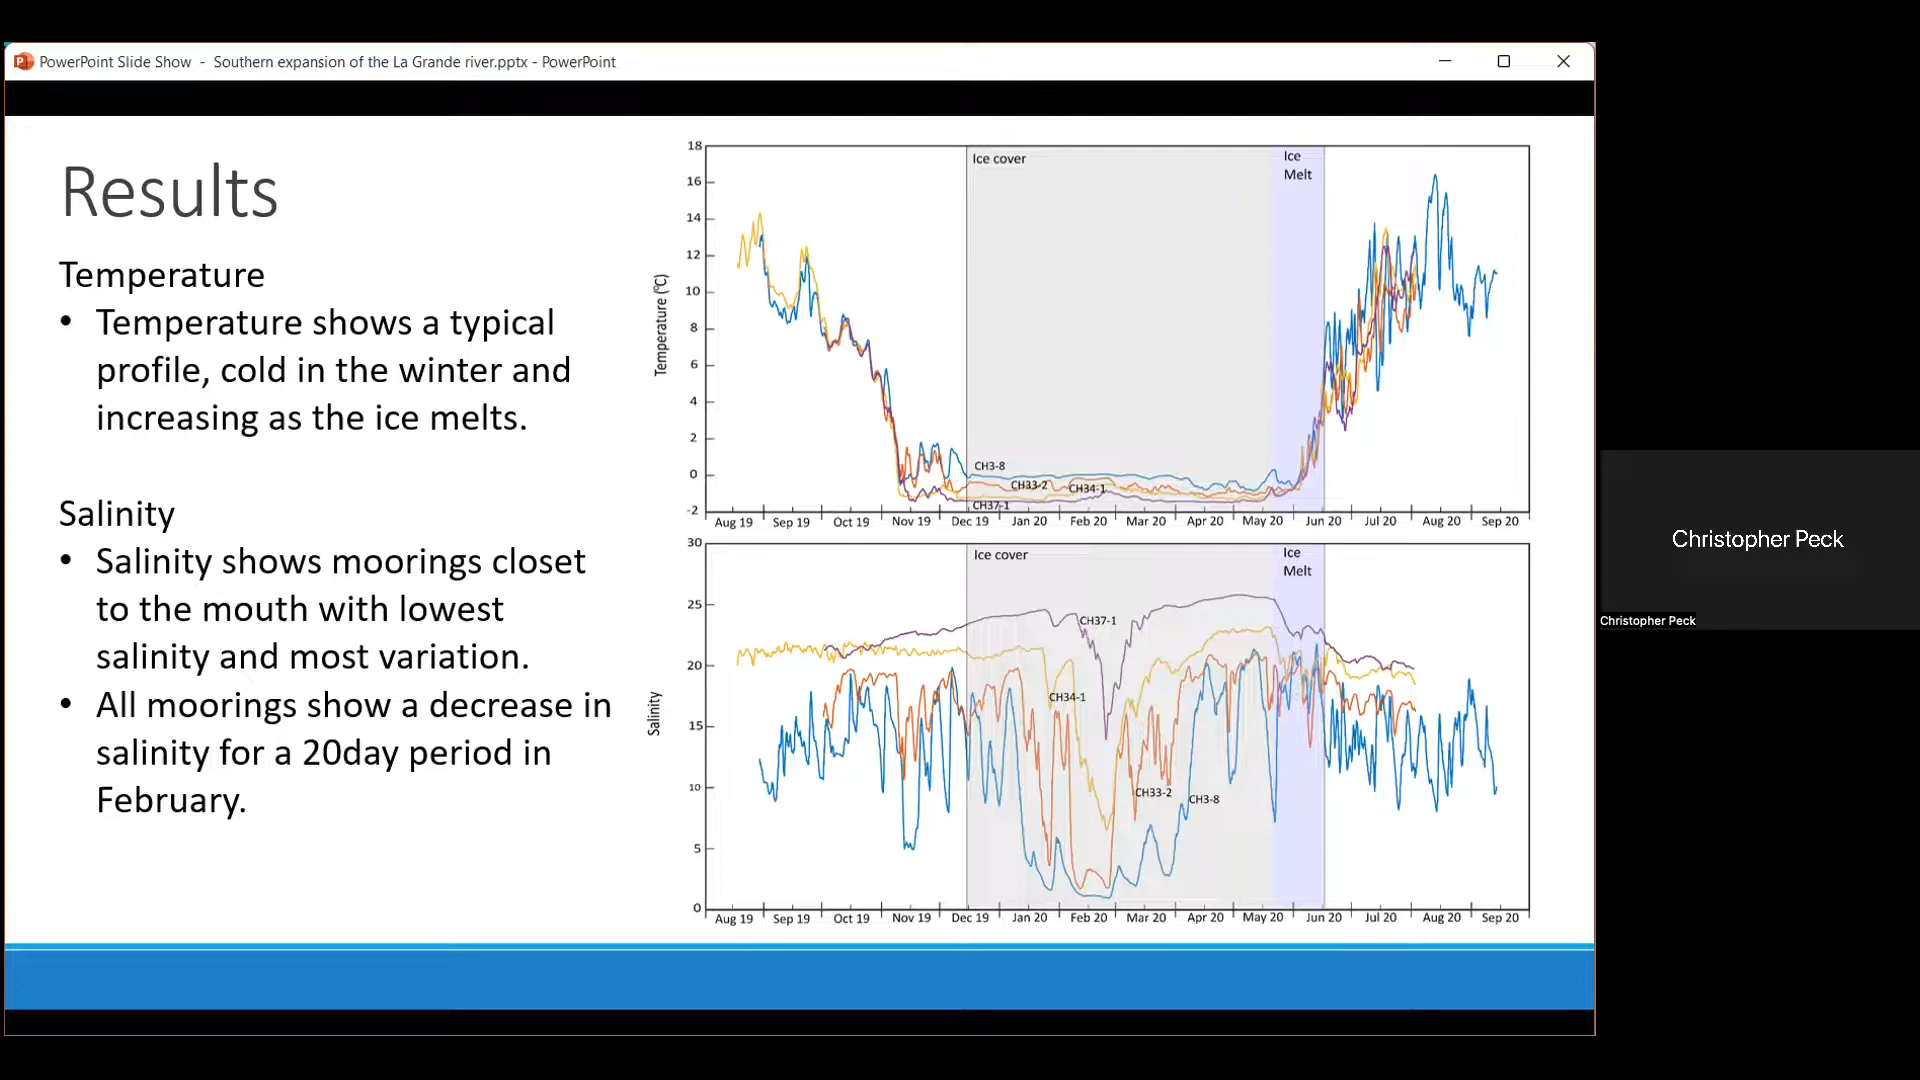 PowerPoint Slide Show - Southern expansion of the La Grande river.pptx - PowerPoint
Results
Temperature
• Temperature shows a typical
profile, cold in the winter and
increasing as the ice melts.
Salinity
• Salinity shows moorings closet
to the mouth with lowest
salinity and most variation.
• All moorings show a decrease in
salinity for a 20day period in
February.
Temperature (°C)
18
16
14
12
10
8
6
4
2
0
-2
Ice cover
Ice
Melt
CH3-8
CH33-2
CH34-1
CH37-1
Aug 19 Sep 19 Oct 19 Nov 19 Dec 19 Jan 20 Feb 20 Mar 20 Apr 20 May 20 Jun 20 Jul 20 Aug 20 Sep 20
Salinity
30
25
20
15
10
5
0
Ice cover
Ice
Melt
CH37-1
CH34-1
CH33-2
CH3-8
Aug 19 Sep 19 Oct 19 Nov 19 Dec 19 Jan 20 Feb 20 Mar 20 Apr 20 May 20 Jun 20 Jul 20 Aug 20 Sep 20
Christopher Peck
Christopher Peck